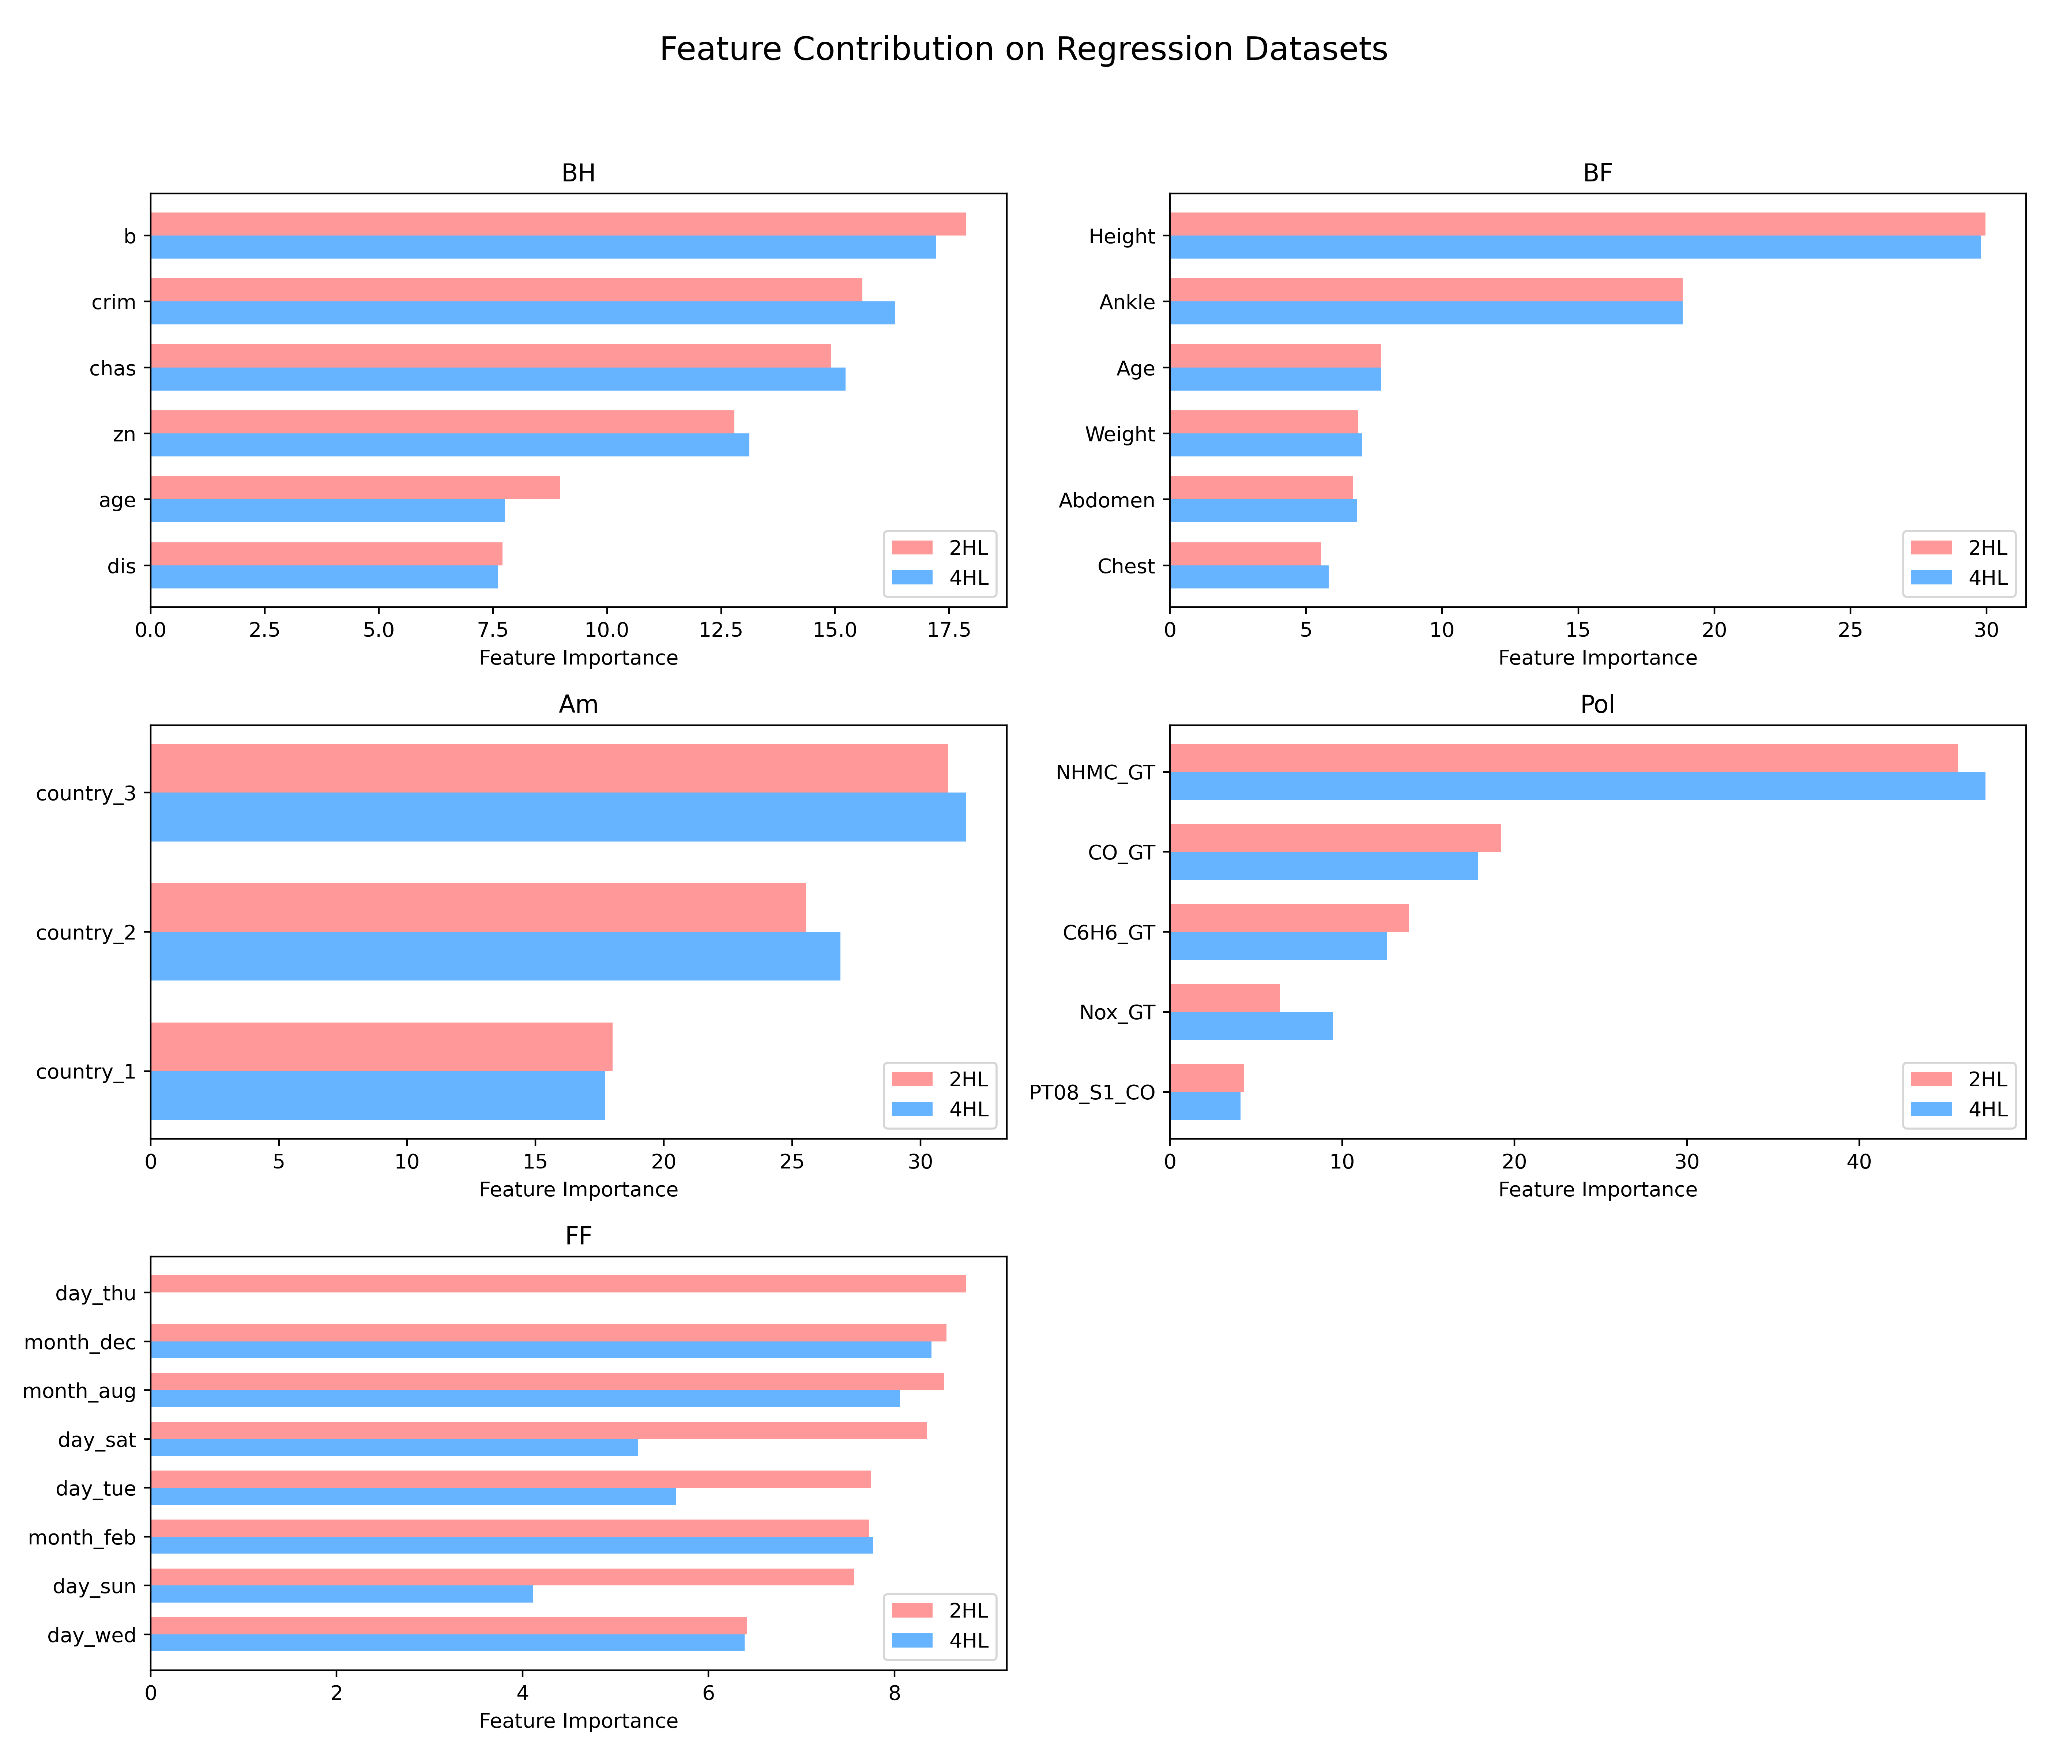 Feature Contribution on Regression Datasets
BH
b
crim
chas
zn
age
dis
2HL
4HL
0.0 2.5 5.0 7.5 10.0 12.5 15.0 17.5
Feature Importance
BF
Height
Ankle
Age
Weight
Abdomen
Chest
2HL
4HL
0 5 10 15 20 25 30
Feature Importance
Am
country_3
country_2
country_1
2HL
4HL
0 5 10 15 20 25 30
Feature Importance
Pol
NHMC_GT
CO_GT
C6H6_GT
Nox_GT
PT08_S1_CO
2HL
4HL
0 10 20 30 40
Feature Importance
FF
day_thu
month_dec
month_aug
day_sat
day_tue
month_feb
day_sun
day_wed
2HL
4HL
0 2 4 6 8
Feature Importance